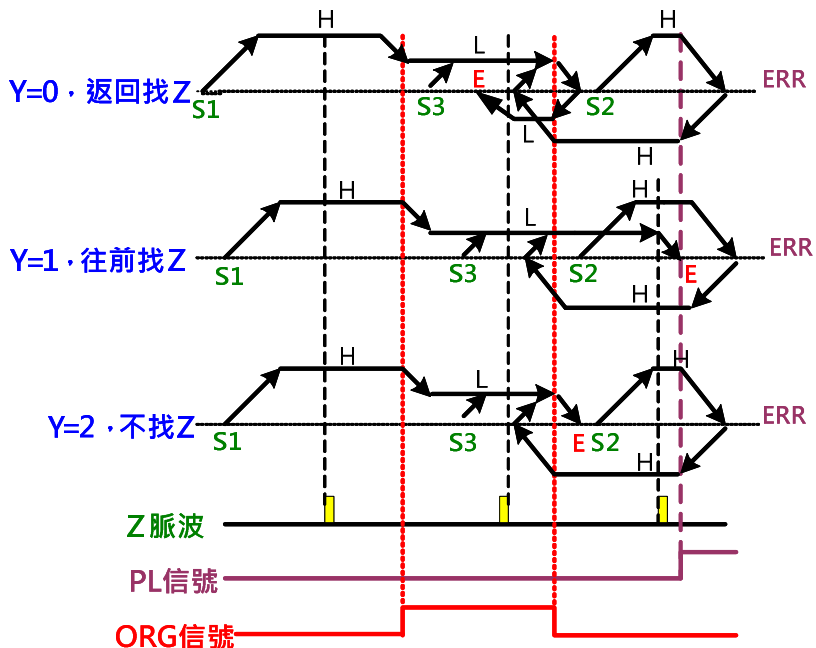 H
H
L
Y=0，返回找Z
S1
S3
E
S2
ERR
L
H
H
H
L
Y=1，往前找Z
S1
S3
S2
E
ERR
H
H
H
L
Y=2，不找Z
S1
S3
E
S2
ERR
H
Z脈波
PL信號
ORG信號